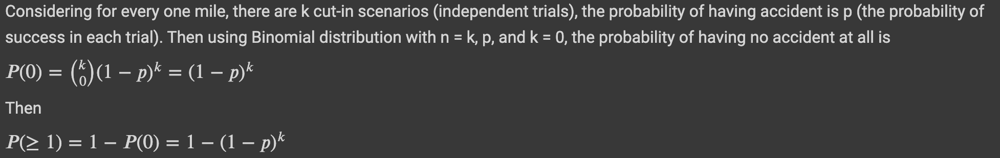 Considering for every one mile, there are k cut-in scenarios (independent trials), the probability of having accident is p (the probability of
success in each trial). Then using Binomial distribution with n = k, p, and k = 0, the probability of having no accident at all is
P(0) = \binom{k}{0}(1 − p)^k = (1 − p)^k
Then
P(≥ 1) = 1 − P(0) = 1 − (1 − p)^k